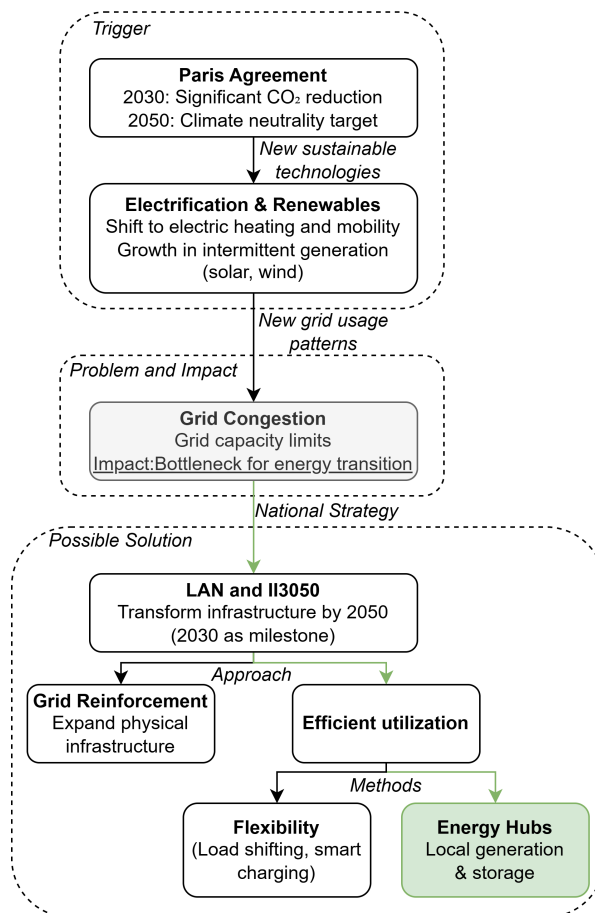 Trigger
Paris Agreement
2030: Significant CO₂ reduction
2050: Climate neutrality target
New sustainable
technologies
Electrification & Renewables
Shift to electric heating and mobility
Growth in intermittent generation
(solar, wind)
New grid usage
patterns
Problem and Impact
Grid Congestion
Grid capacity limits
Impact:Bottleneck for energy transition
National Strategy
Possible Solution
LAN and II3050
Transform infrastructure by 2050
(2030 as milestone)
Approach
Grid Reinforcement
Expand physical
infrastructure
Efficient utilization
Methods
Flexibility
(Load shifting, smart
charging)
Energy Hubs
Local generation
& storage